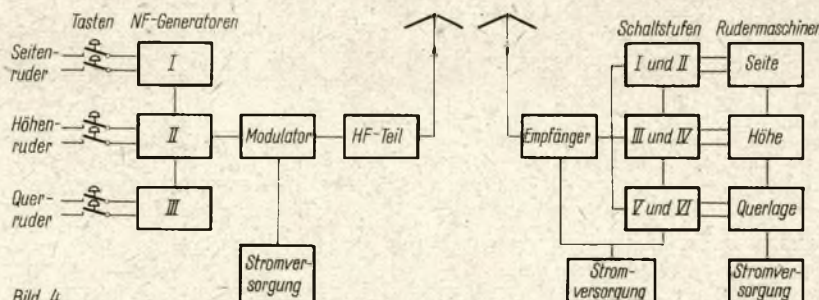 Tasten NF-Generatoren
Seiten-
ruder
I
Höhen-
ruder
II
Quer-
ruder
III
Modulator
HF-Teil
Stromver-
sorgung
Bild 4
Schaltstufen Rudermaschinen
Empfänger
I und II
Seite
III und IV
Höhe
V und VI
Querlage
Strom-
versorgung
Stromver-
sorgung